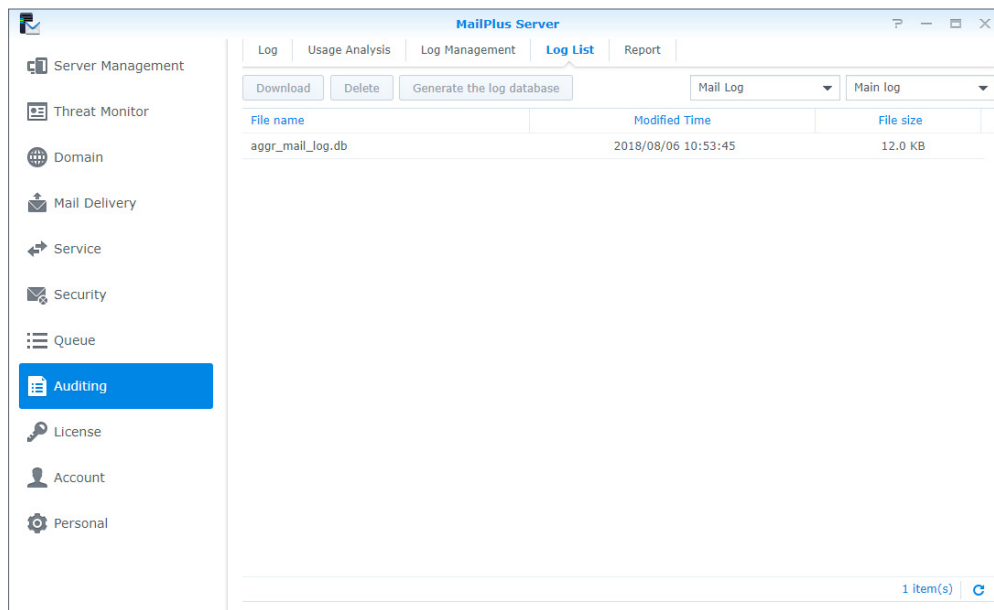 MailPlus Server
Server Management
Threat Monitor
Domain
Mail Delivery
Service
Security
Queue
Auditing
License
Account
Personal
Log Usage Analysis Log Management Log List Report
Download Delete Generate the log database Mail Log Main log
File name Modified Time File size
aggr_mail_log.db 2018/08/06 10:53:45 12.0 KB
1 item(s)